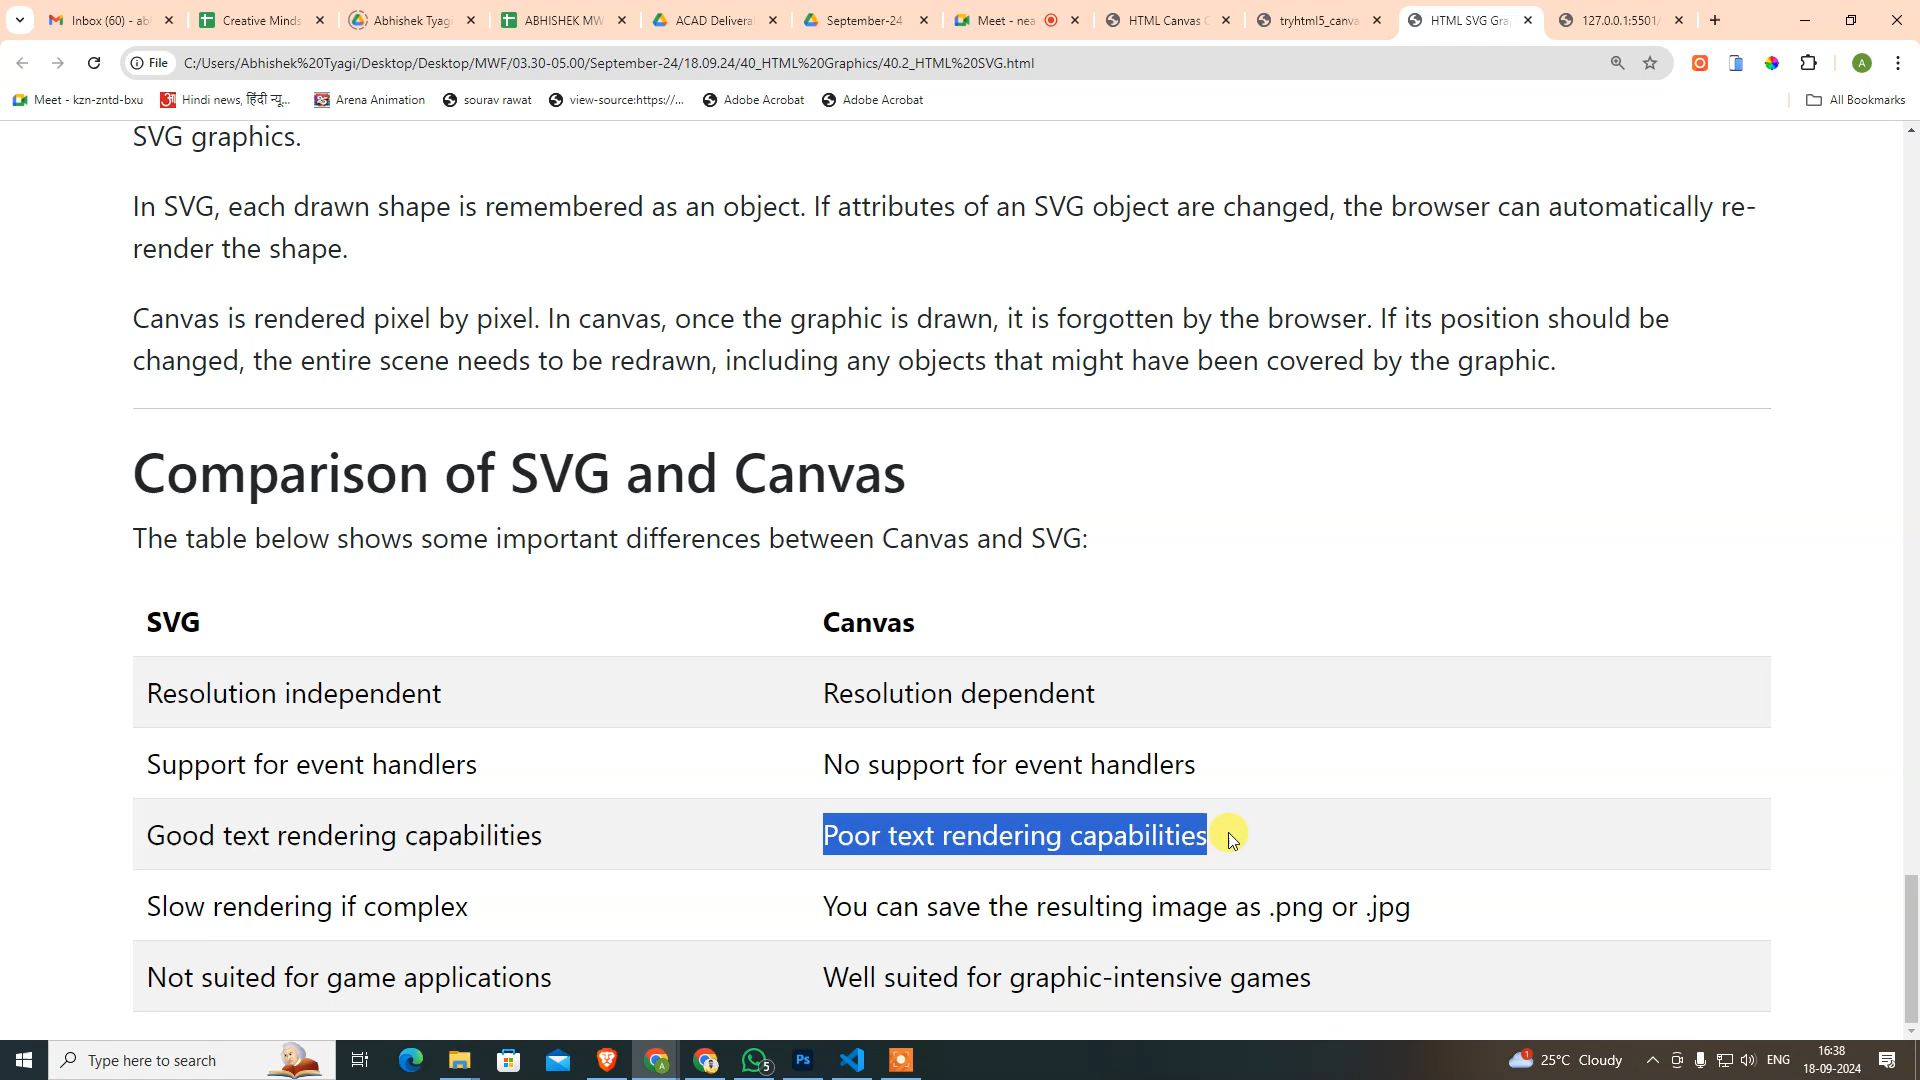 Inbox (60) - abl
Creative Minds
Abhishek Tyagi
ABHISHEK MW
ACAD Delivera
September-24
Meet - nea
HTML Canvas
tryhtml5_canva
HTML SVG Gra
127.0.0.1:5501/
File
C:/Users/Abhishek%20Tyagi/Desktop/Desktop/MWF/03.30-05.00/September-24/18.09.24/40_HTML%20Graphics/40.2_HTML%20SVG.html
A
Meet - kzn-zntd-bxu
Hindi news, हिंदी न्यू...
Arena Animation
sourav rawat
view-source:https://...
Adobe Acrobat
Adobe Acrobat
All Bookmarks
SVG graphics.
In SVG, each drawn shape is remembered as an object. If attributes of an SVG object are changed, the browser can automatically re-
render the shape.
Canvas is rendered pixel by pixel. In canvas, once the graphic is drawn, it is forgotten by the browser. If its position should be
changed, the entire scene needs to be redrawn, including any objects that might have been covered by the graphic.
Comparison of SVG and Canvas
The table below shows some important differences between Canvas and SVG:
SVG Canvas
Resolution independent Resolution dependent
Support for event handlers No support for event handlers
Good text rendering capabilities Poor text rendering capabilities
Slow rendering if complex You can save the resulting image as .png or .jpg
Not suited for game applications Well suited for graphic-intensive games
Type here to search
5
Ps
1
25°C Cloudy
ENG
16:38
18-09-2024